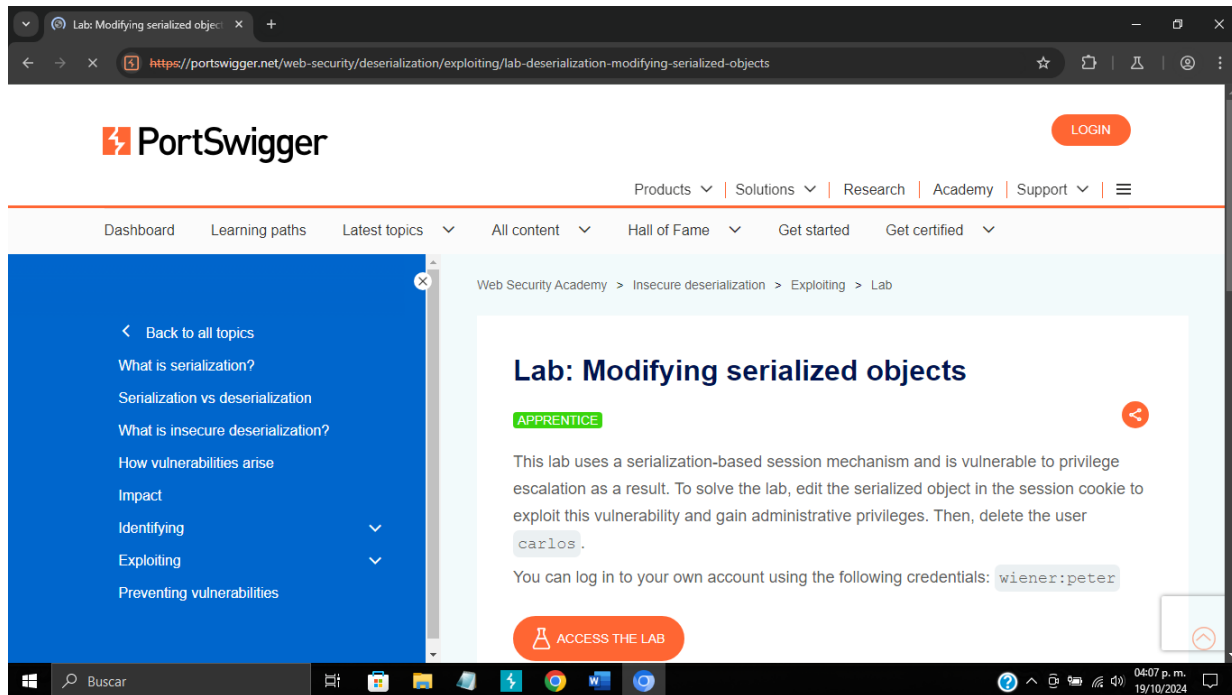 Lab: Modifying serialized objec
https://portswigger.net/web-security/deserialization/exploiting/lab-deserialization-modifying-serialized-objects
PortSwigger
LOGIN
Products | Solutions | Research | Academy | Support |
Dashboard Learning paths Latest topics All content Hall of Fame Get started Get certified
Back to all topics
What is serialization?
Serialization vs deserialization
What is insecure deserialization?
How vulnerabilities arise
Impact
Identifying
Exploiting
Preventing vulnerabilities
Web Security Academy > Insecure deserialization > Exploiting > Lab
Lab: Modifying serialized objects
APPRENTICE
This lab uses a serialization-based session mechanism and is vulnerable to privilege
escalation as a result. To solve the lab, edit the serialized object in the session cookie to
exploit this vulnerability and gain administrative privileges. Then, delete the user
carlos.
You can log in to your own account using the following credentials: wiener:peter
ACCESS THE LAB
Buscar
04:07 p. m.
19/10/2024